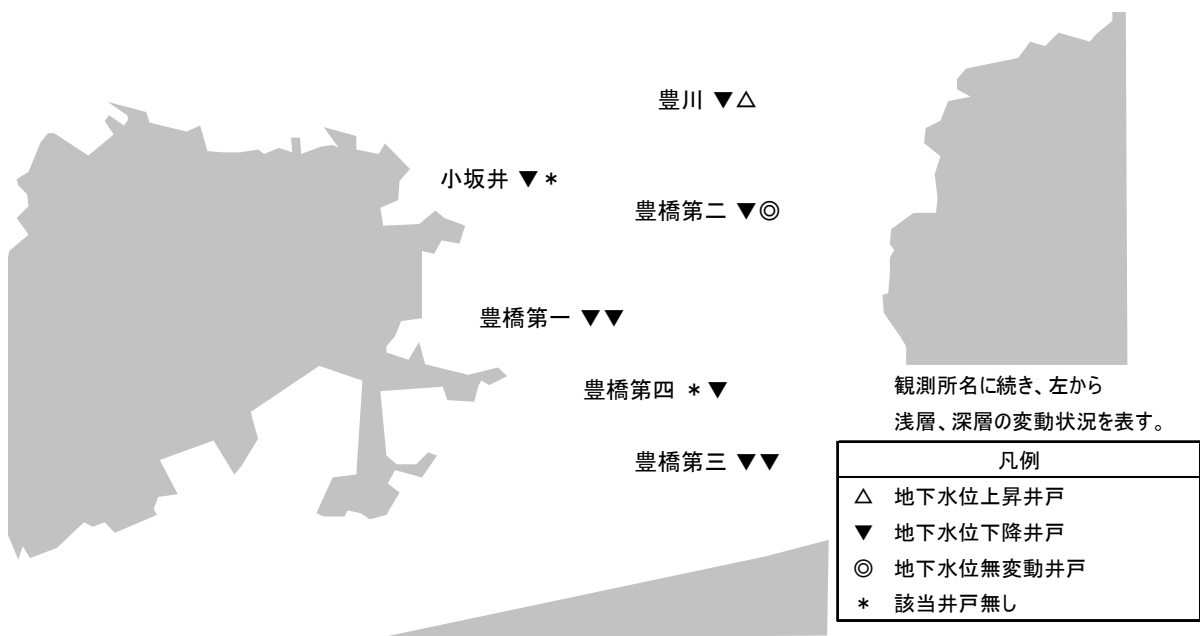 豊川 ▼△
小坂井 ▼*
豊橋第二 ▼◎
豊橋第一 ▼▼
豊橋第四 *▼
豊橋第三 ▼▼
観測所名に続き、左から
浅層、深層の変動状況を表す。
凡例
△ 地下水位上昇井戸
▼ 地下水位下降井戸
◎ 地下水位無変動井戸
* 該当井戸無し